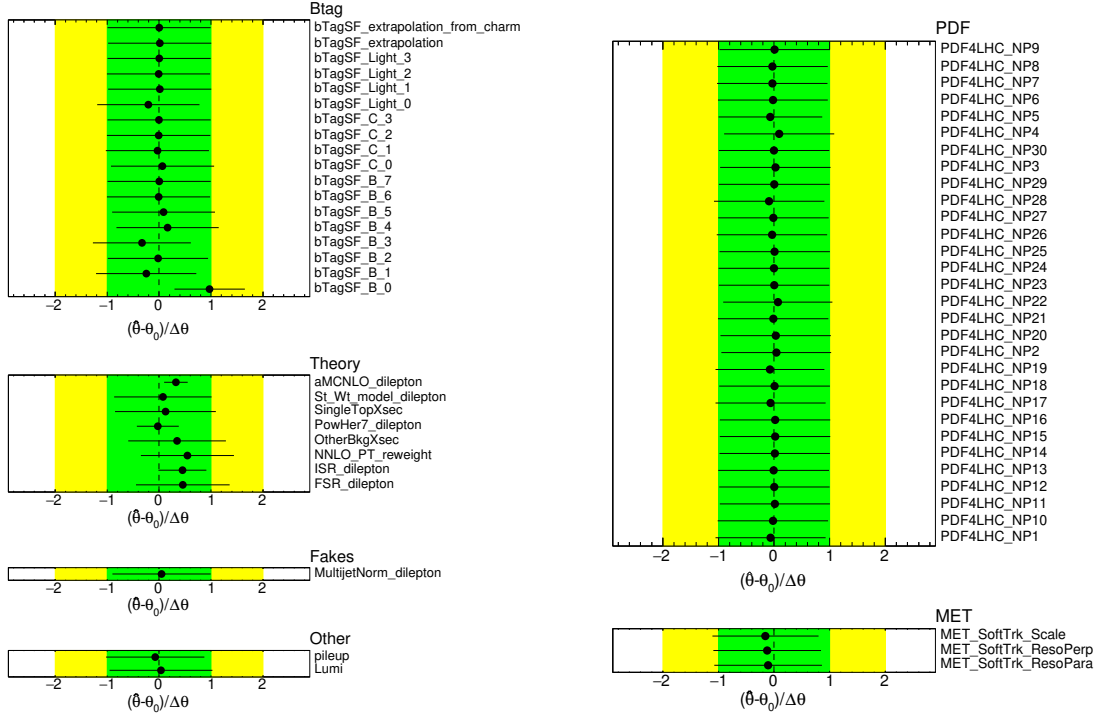 Btag
bTagSF_extrapolation_from_charm
bTagSF_extrapolation
bTagSF_Light_3
bTagSF_Light_2
bTagSF_Light_1
bTagSF_Light_0
bTagSF_C_3
bTagSF_C_2
bTagSF_C_1
bTagSF_C_0
bTagSF_B_7
bTagSF_B_6
bTagSF_B_5
bTagSF_B_4
bTagSF_B_3
bTagSF_B_2
bTagSF_B_1
bTagSF_B_0
−2 −1 0 1 2
(θ̂-θ₀)/Δθ
Theory
aMCNLO_dilepton
St_Wt_model_dilepton
SingleTopXsec
PowHer7_dilepton
OtherBkgXsec
NNLO_PT_reweight
ISR_dilepton
FSR_dilepton
−2 −1 0 1 2
(θ̂-θ₀)/Δθ
Fakes
MultijetNorm_dilepton
−2 −1 0 1 2
(θ̂-θ₀)/Δθ
Other
pileup
Lumi
−2 −1 0 1 2
(θ̂-θ₀)/Δθ
PDF
PDF4LHC_NP9
PDF4LHC_NP8
PDF4LHC_NP7
PDF4LHC_NP6
PDF4LHC_NP5
PDF4LHC_NP4
PDF4LHC_NP30
PDF4LHC_NP3
PDF4LHC_NP29
PDF4LHC_NP28
PDF4LHC_NP27
PDF4LHC_NP26
PDF4LHC_NP25
PDF4LHC_NP24
PDF4LHC_NP23
PDF4LHC_NP22
PDF4LHC_NP21
PDF4LHC_NP20
PDF4LHC_NP2
PDF4LHC_NP19
PDF4LHC_NP18
PDF4LHC_NP17
PDF4LHC_NP16
PDF4LHC_NP15
PDF4LHC_NP14
PDF4LHC_NP13
PDF4LHC_NP12
PDF4LHC_NP11
PDF4LHC_NP10
PDF4LHC_NP1
−2 −1 0 1 2
(θ̂-θ₀)/Δθ
MET
MET_SoftTrk_Scale
MET_SoftTrk_ResoPerp
MET_SoftTrk_ResoPara
−2 −1 0 1 2
(θ̂-θ₀)/Δθ